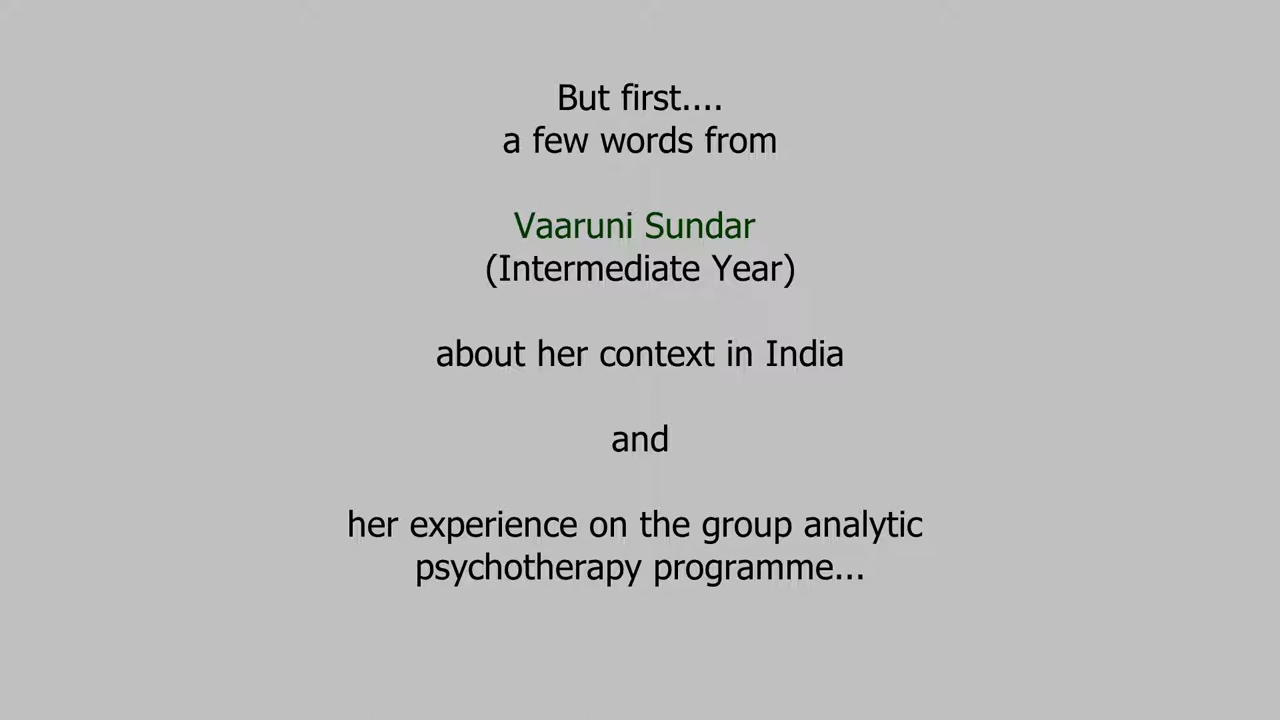 But first....
a few words from
Vaaruni Sundar
(Intermediate Year)
about her context in India
and
her experience on the group analytic
psychotherapy programme...